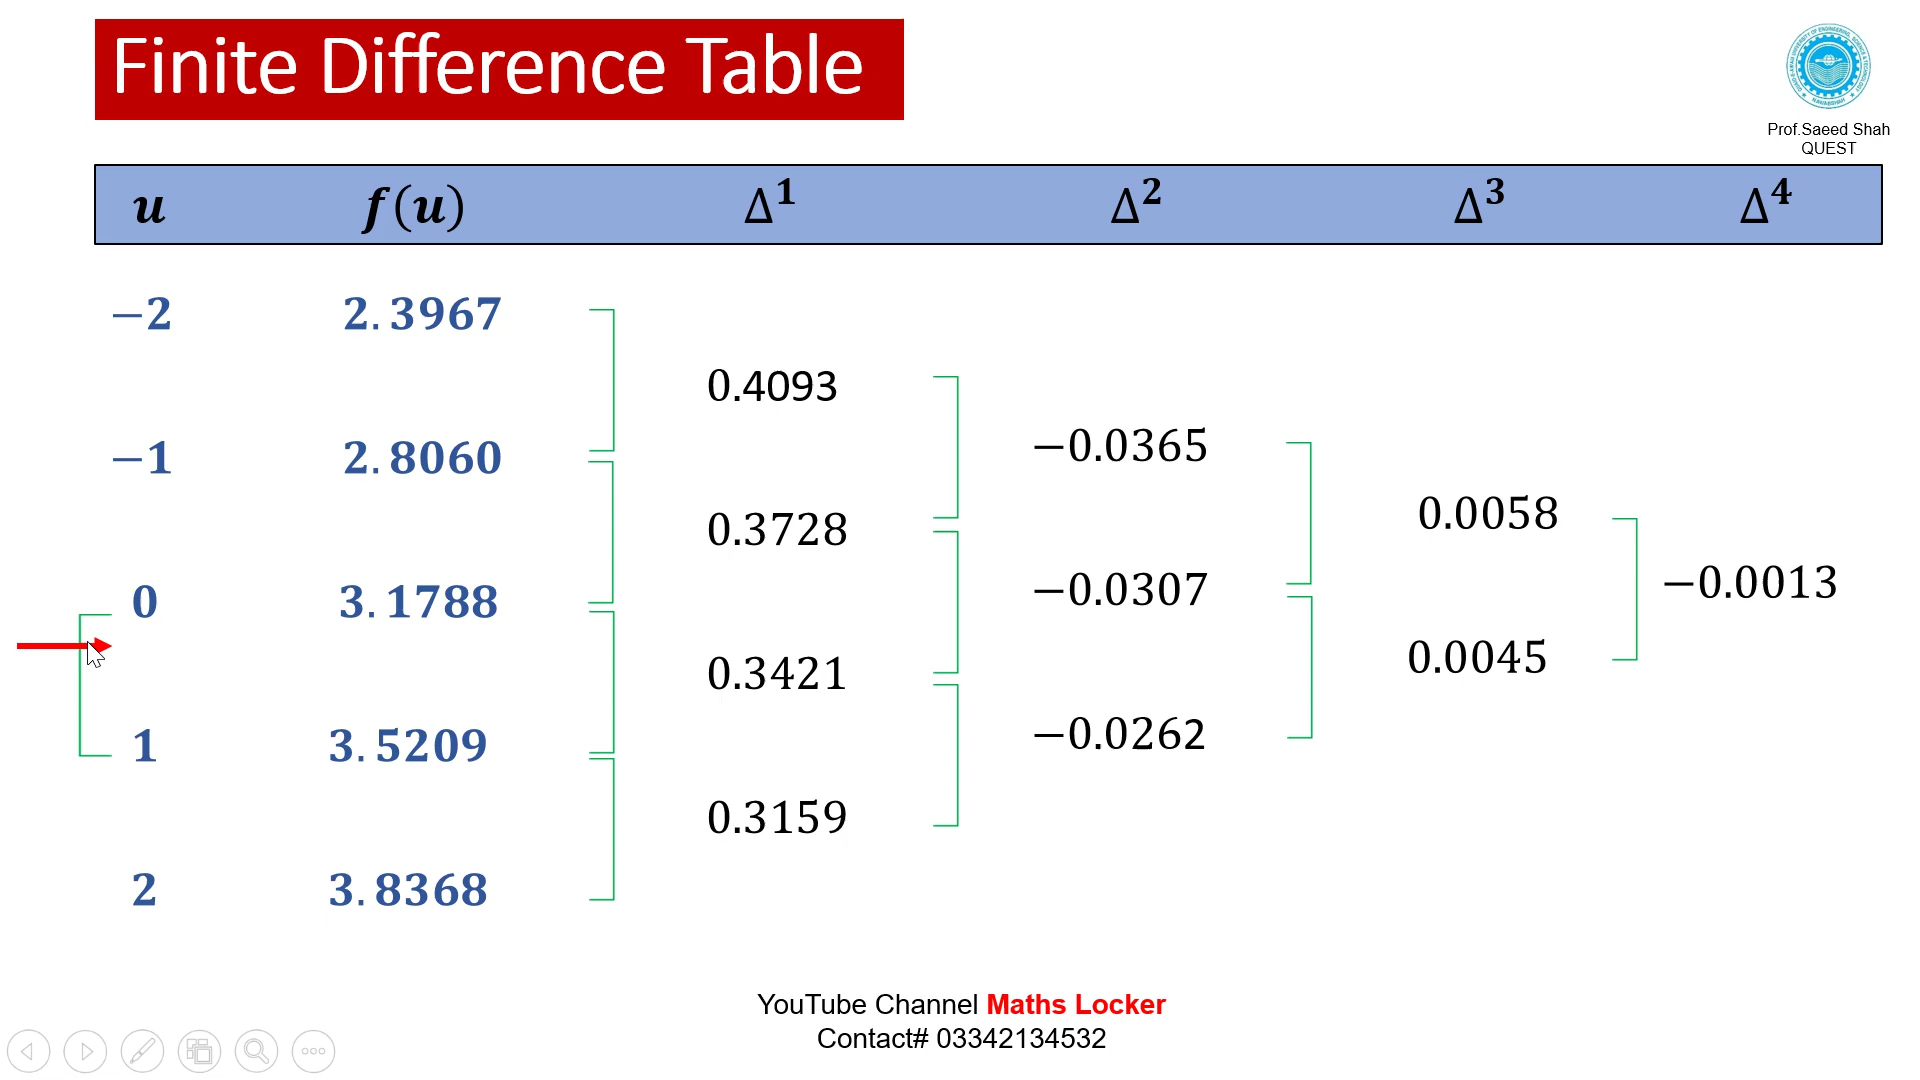 Finite Difference Table
Prof.Saeed Shah
QUEST
u f(u) Δ¹ Δ² Δ³ Δ⁴
−2 2.3967
0.4093
−1 2.8060 −0.0365
0.3728 0.0058
0 3.1788 −0.0307 −0.0013
0.3421 0.0045
1 3.5209 −0.0262
0.3159
2 3.8368
YouTube Channel Maths Locker
Contact# 03342134532